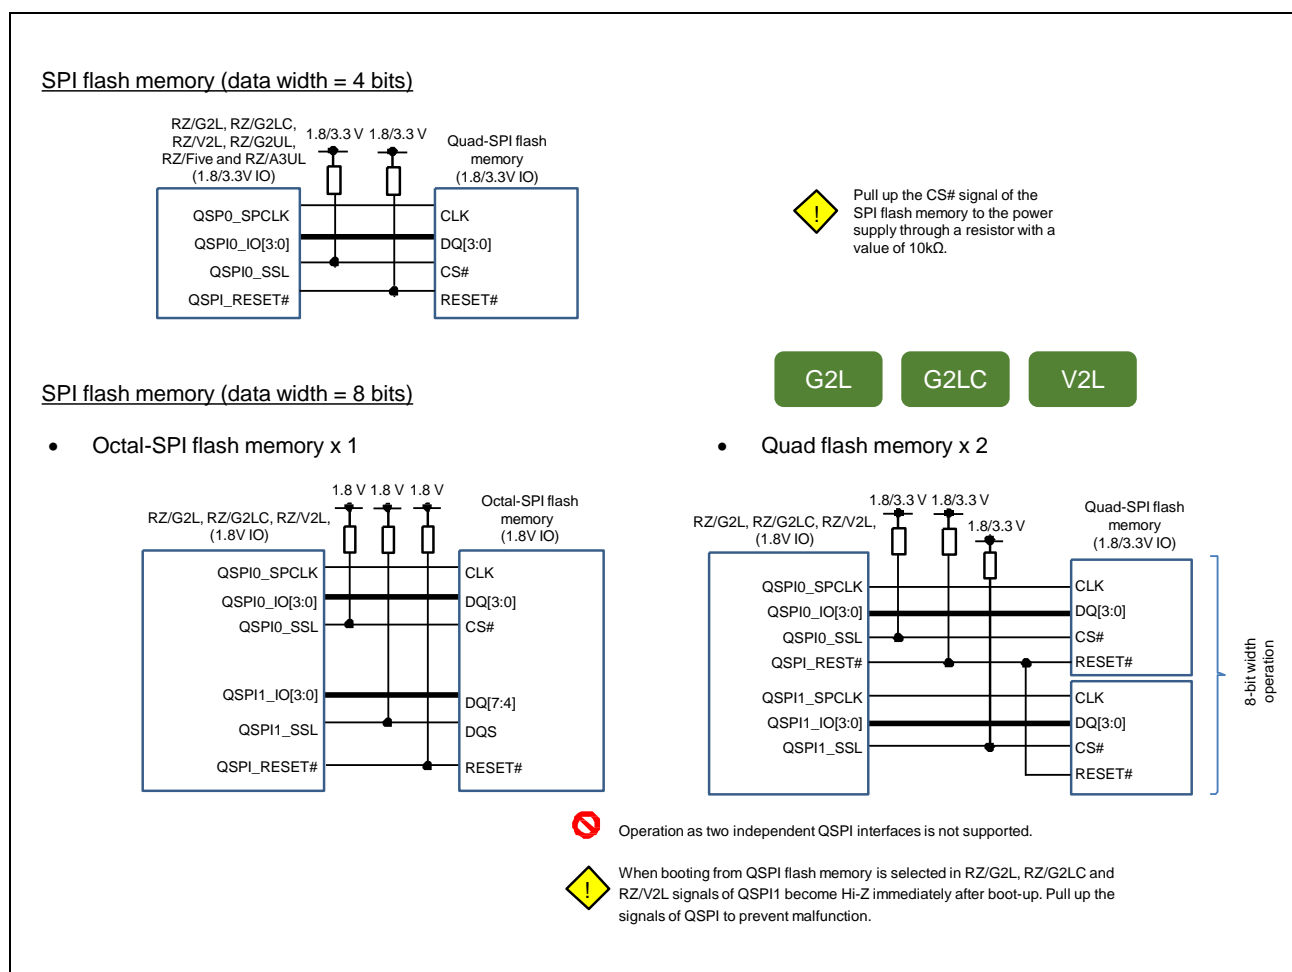 SPI flash memory (data width = 4 bits)
RZ/G2L, RZ/G2LC,
RZ/V2L, RZ/G2UL,
RZ/Five and RZ/A3UL
(1.8/3.3V IO)
1.8/3.3 V 1.8/3.3 V
Quad-SPI flash
memory
(1.8/3.3V IO)
QSP0_SPCLK
QSPI0_IO[3:0]
QSPI0_SSL
QSPI_RESET#
CLK
DQ[3:0]
CS#
RESET#
!
Pull up the CS# signal of the
SPI flash memory to the power
supply through a resistor with a
value of 10kΩ.
G2L
G2LC
V2L
SPI flash memory (data width = 8 bits)
• Octal-SPI flash memory x 1
RZ/G2L, RZ/G2LC, RZ/V2L,
(1.8V IO)
1.8 V 1.8 V 1.8 V
Octal-SPI flash
memory
(1.8V IO)
QSPI0_SPCLK
QSPI0_IO[3:0]
QSPI0_SSL
QSPI1_IO[3:0]
QSPI1_SSL
QSPI_RESET#
CLK
DQ[3:0]
CS#
DQ[7:4]
DQS
RESET#
• Quad flash memory x 2
RZ/G2L, RZ/G2LC, RZ/V2L,
(1.8V IO)
1.8/3.3 V 1.8/3.3 V
1.8/3.3 V
Quad-SPI flash
memory
(1.8/3.3V IO)
QSPI0_SPCLK
QSPI0_IO[3:0]
QSPI0_SSL
QSPI_REST#
QSPI1_SPCLK
QSPI1_IO[3:0]
QSPI1_SSL
CLK
DQ[3:0]
CS#
RESET#
CLK
DQ[3:0]
CS#
RESET#
8-bit width
operation
Operation as two independent QSPI interfaces is not supported.
!
When booting from QSPI flash memory is selected in RZ/G2L, RZ/G2LC and
RZ/V2L signals of QSPI1 become Hi-Z immediately after boot-up. Pull up the
signals of QSPI to prevent malfunction.